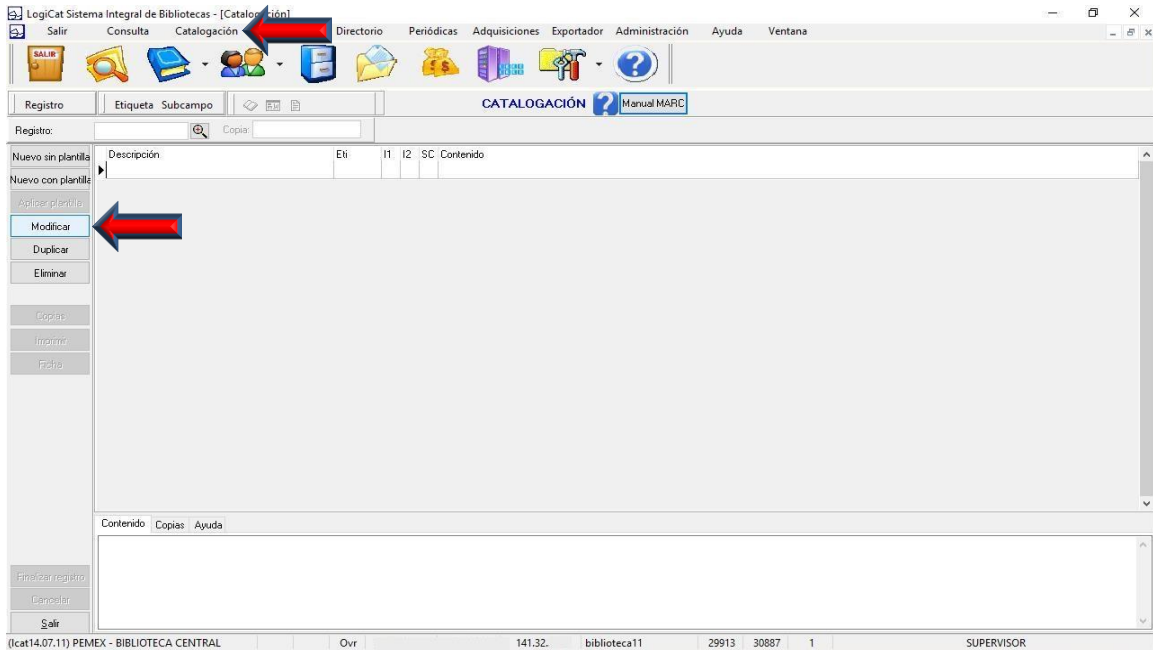 LogiCat Sistema Integral de Bibliotecas - [Catalogación]
Salir Consulta Catalogación Directorio Periódicas Adquisiciones Exportador Administración Ayuda Ventana
SALIR
Registro Etiqueta Subcampo CATALOGACIÓN Manual MARC
Registro: Copia:
Nuevo sin plantilla Descripción Eti I1 I2 SC Contenido
Nuevo con plantilla
Aplicar plantilla
Modificar
Duplicar
Eliminar
Copias
Imprimir
Ficha
Contenido Copias Ayuda
Finalizar registro
Cancelar
Salir
(lcat14.07.11) PEMEX - BIBLIOTECA CENTRAL Ovr 141.32. biblioteca11 29913 30887 1 SUPERVISOR